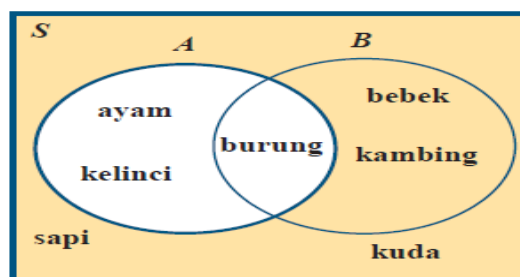 S
A
B
ayam
bebek
burung
kambing
kelinci
sapi
kuda